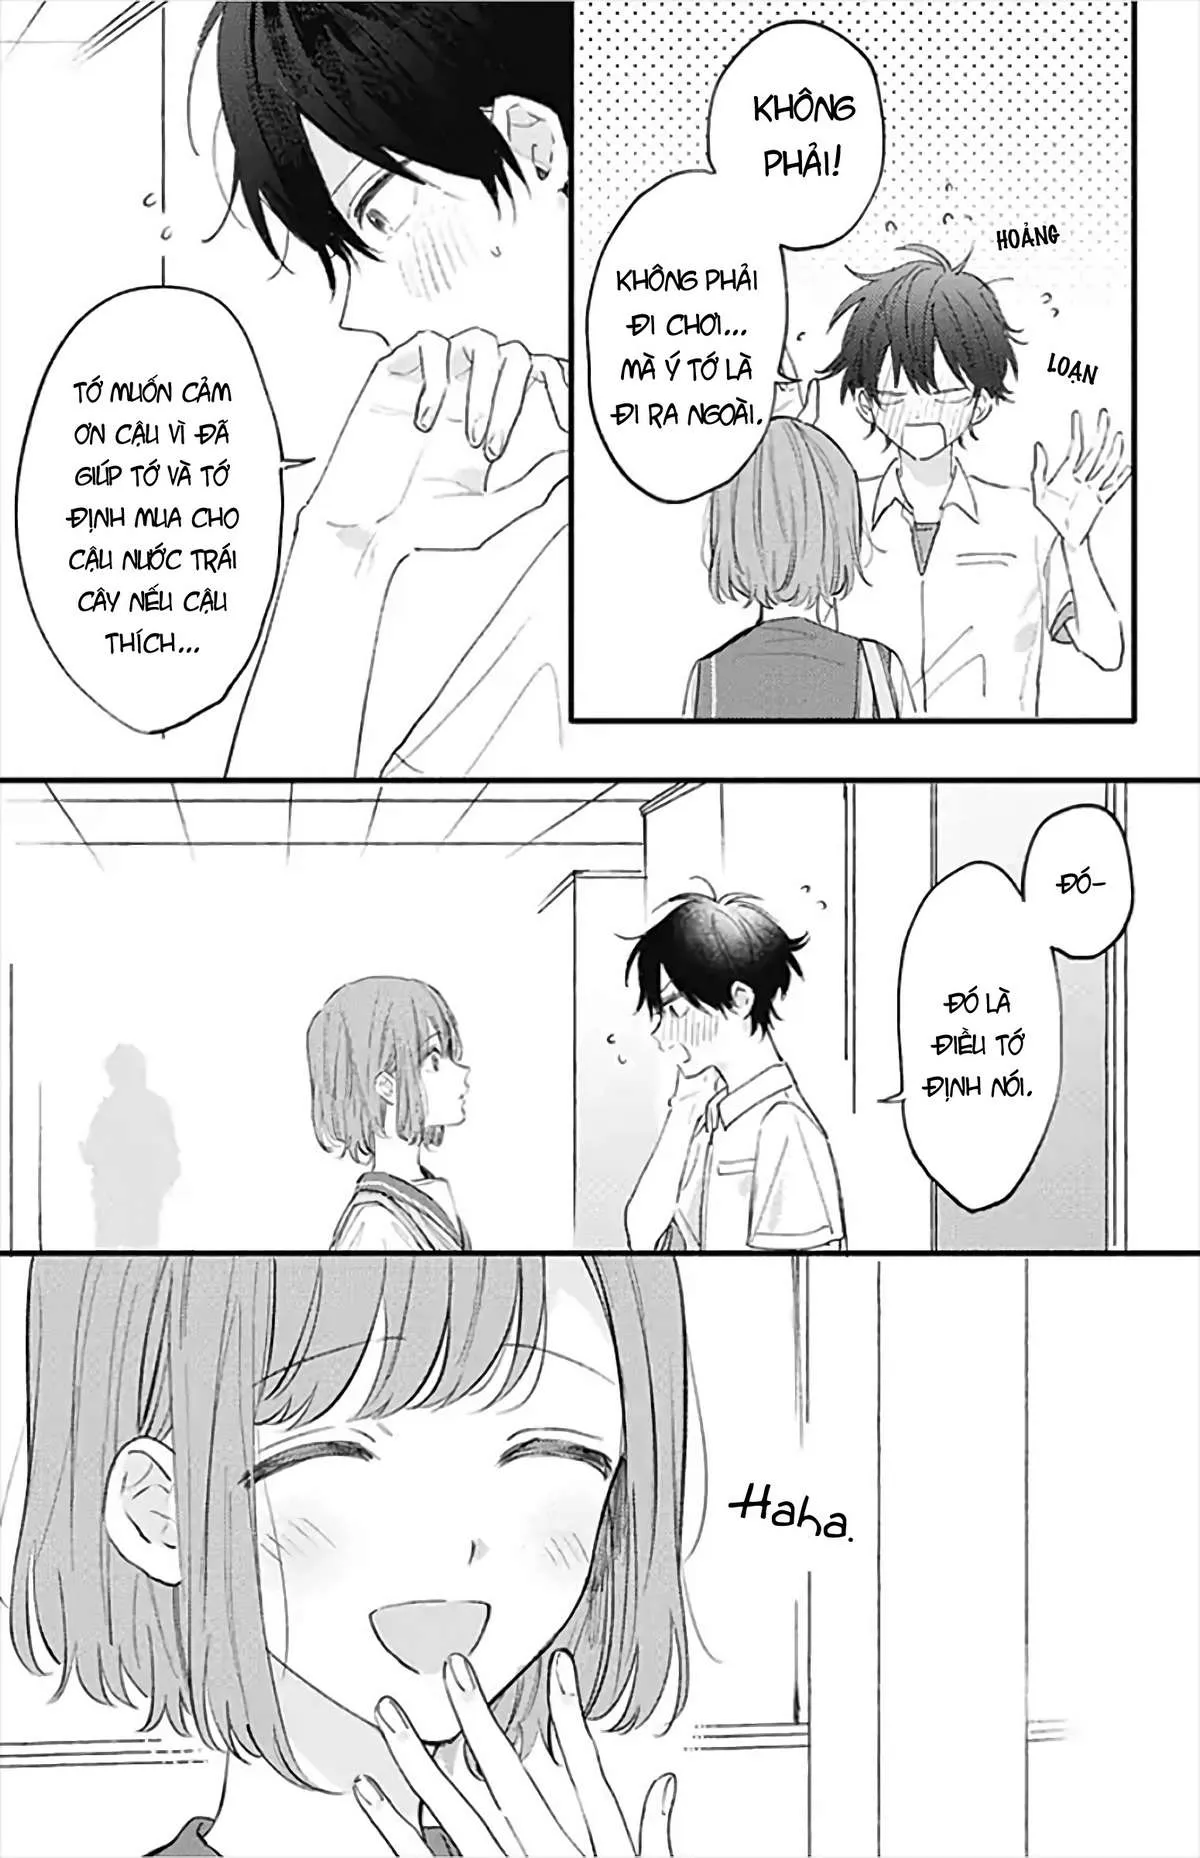 KHÔNG
PHẢI!
KHÔNG PHẢI
ĐI CHƠI...
MÀ Ý TỚ LÀ
ĐI RA NGOÀI.
HOẢNG
LOẠN
TỚ MUỐN CẢM
ƠN CẬU VÌ ĐÃ
GIÚP TỚ VÀ TỚ
ĐỊNH MUA CHO
CẬU NƯỚC TRÁI
CÂY NẾU CẬU
THÍCH...
ĐÓ-
ĐÓ LÀ
ĐIỀU TỚ
ĐỊNH NÓI.
Haha.